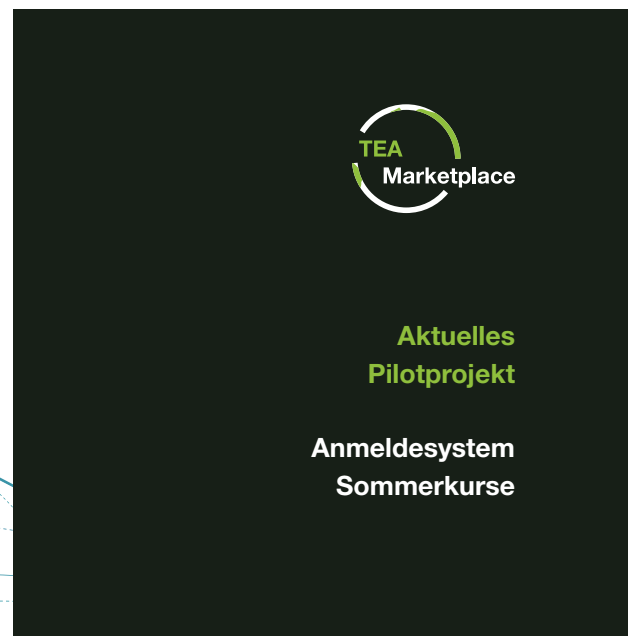 TEA
Marketplace
Aktuelles
Pilotprojekt
Anmeldesystem
Sommerkurse